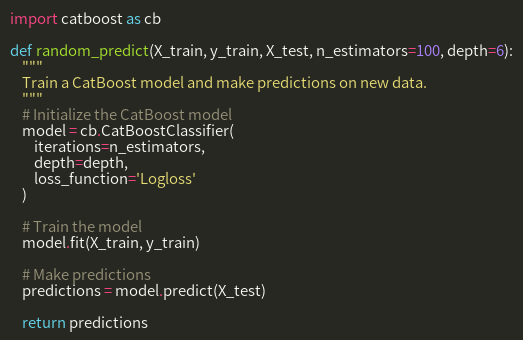 import catboost as cb

def random_predict(X_train, y_train, X_test, n_estimators=100, depth=6):
    """
    Train a CatBoost model and make predictions on new data.
    """
    # Initialize the CatBoost model
    model = cb.CatBoostClassifier(
        iterations=n_estimators,
        depth=depth,
        loss_function='Logloss'
    )

    # Train the model
    model.fit(X_train, y_train)

    # Make predictions
    predictions = model.predict(X_test)

    return predictions